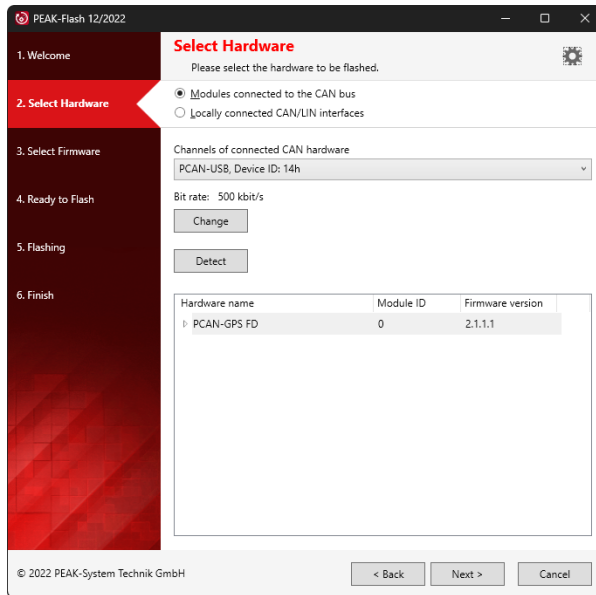 PEAK-Flash 12/2022
1. Welcome
2. Select Hardware
3. Select Firmware
4. Ready to Flash
5. Flashing
6. Finish
Select Hardware
Please select the hardware to be flashed.
Modules connected to the CAN bus
Locally connected CAN/LIN interfaces
Channels of connected CAN hardware
PCAN-USB, Device ID: 14h
Bit rate: 500 kbit/s
Change
Detect
Hardware name Module ID Firmware version
PCAN-GPS FD 0 2.1.1.1
© 2022 PEAK-System Technik GmbH
< Back Next > Cancel